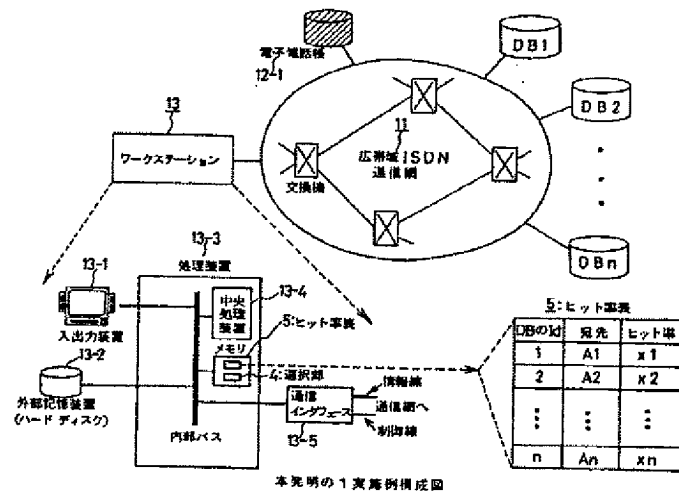 電子電話帳
12-1
DB1
DB2
DBn
13
ワークステーション
11
広帯域ISDN
通信網
交換機
13-3
処理装置
13-1
入出力装置
13-2
外部記憶装置
(ハードディスク)
13-4
中央
処理
装置
メモリ
5:ヒット率表
4:選択部
内部バス
通信
インタフェース
13-5
情報線
通信網へ
制御線
5:ヒット率表
DBのId 宛先 ヒット率
1 A1 x1
2 A2 x2
n An xn
本発明の1実施例構成図